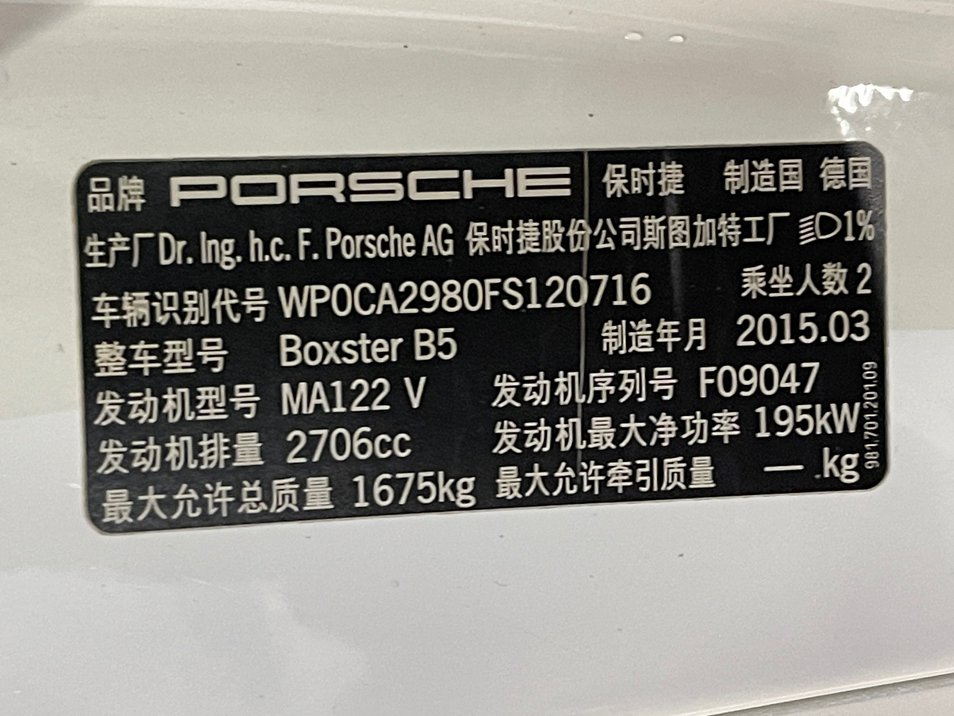 品牌 PORSCHE 保时捷 制造国 德国
生产厂 Dr. Ing. h.c. F. Porsche AG 保时捷股份公司斯图加特工厂 1%
车辆识别代号 WP0CA2980FS120716 乘坐人数 2
整车型号 Boxster B5 制造年月 2015.03
发动机型号 MA122 V 发动机序列号 F09047
发动机排量 2706cc 发动机最大净功率 195kW
最大允许总质量 1675kg 最大允许牵引质量 — .kg
981.701.201.09